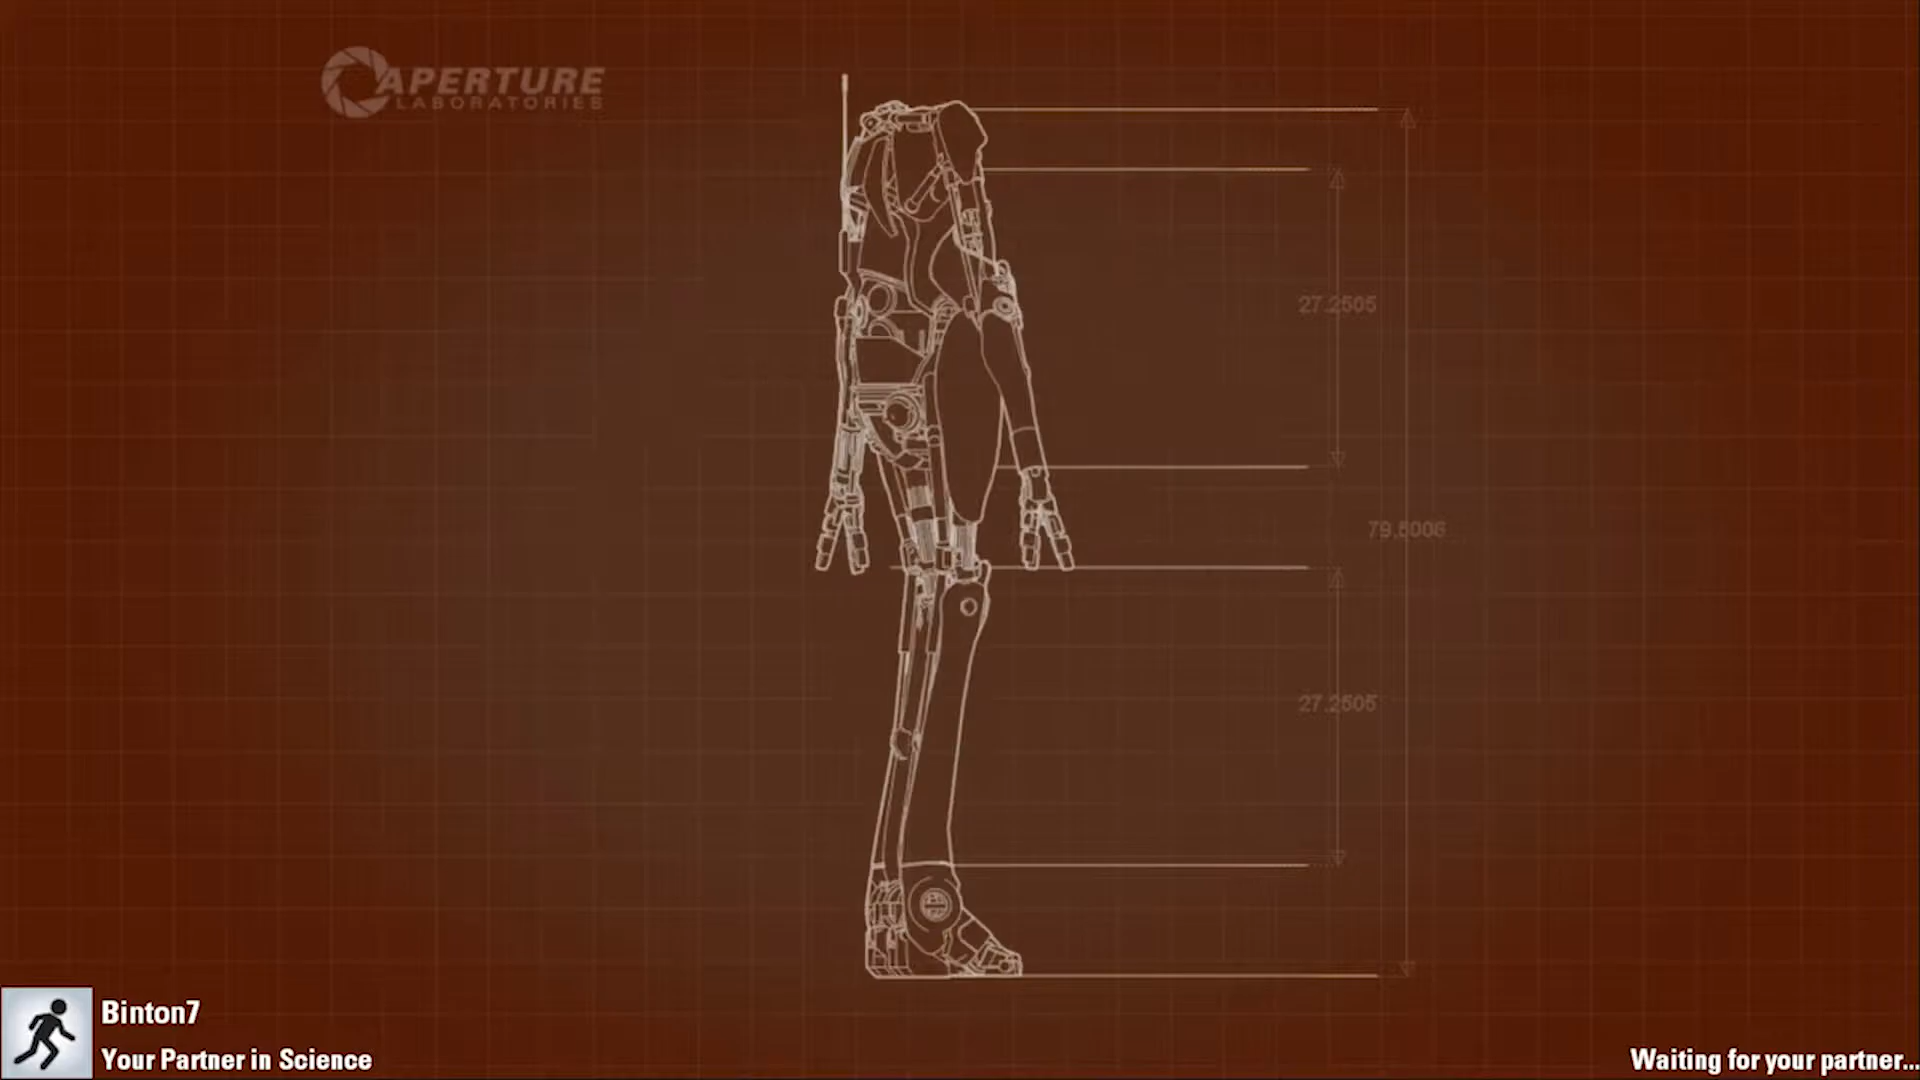 APERTURE
LABORATORIES
27.2505
79.5006
27.2505
Binton7
Your Partner in Science
Waiting for your partner...